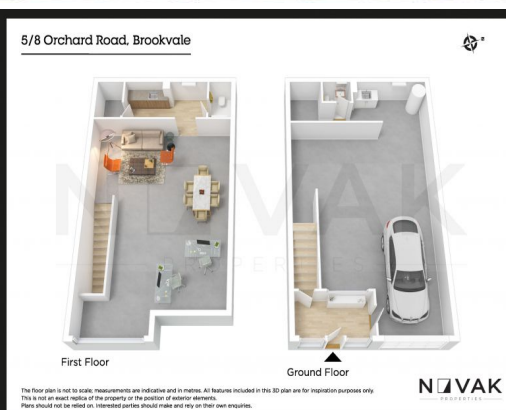 5/8 Orchard Road, Brookvale
NOVAK
PROPERTIES
First Floor
Ground Floor
The floor plan is not to scale; measurements are indicative and in metres. All features included in this 3D plan are for inspiration purposes only.
This is not an exact replica of the property or the position of exterior elements.
Plans should not be relied on. Interested parties should make and rely on their own enquiries.
NOVAK
PROPERTIES